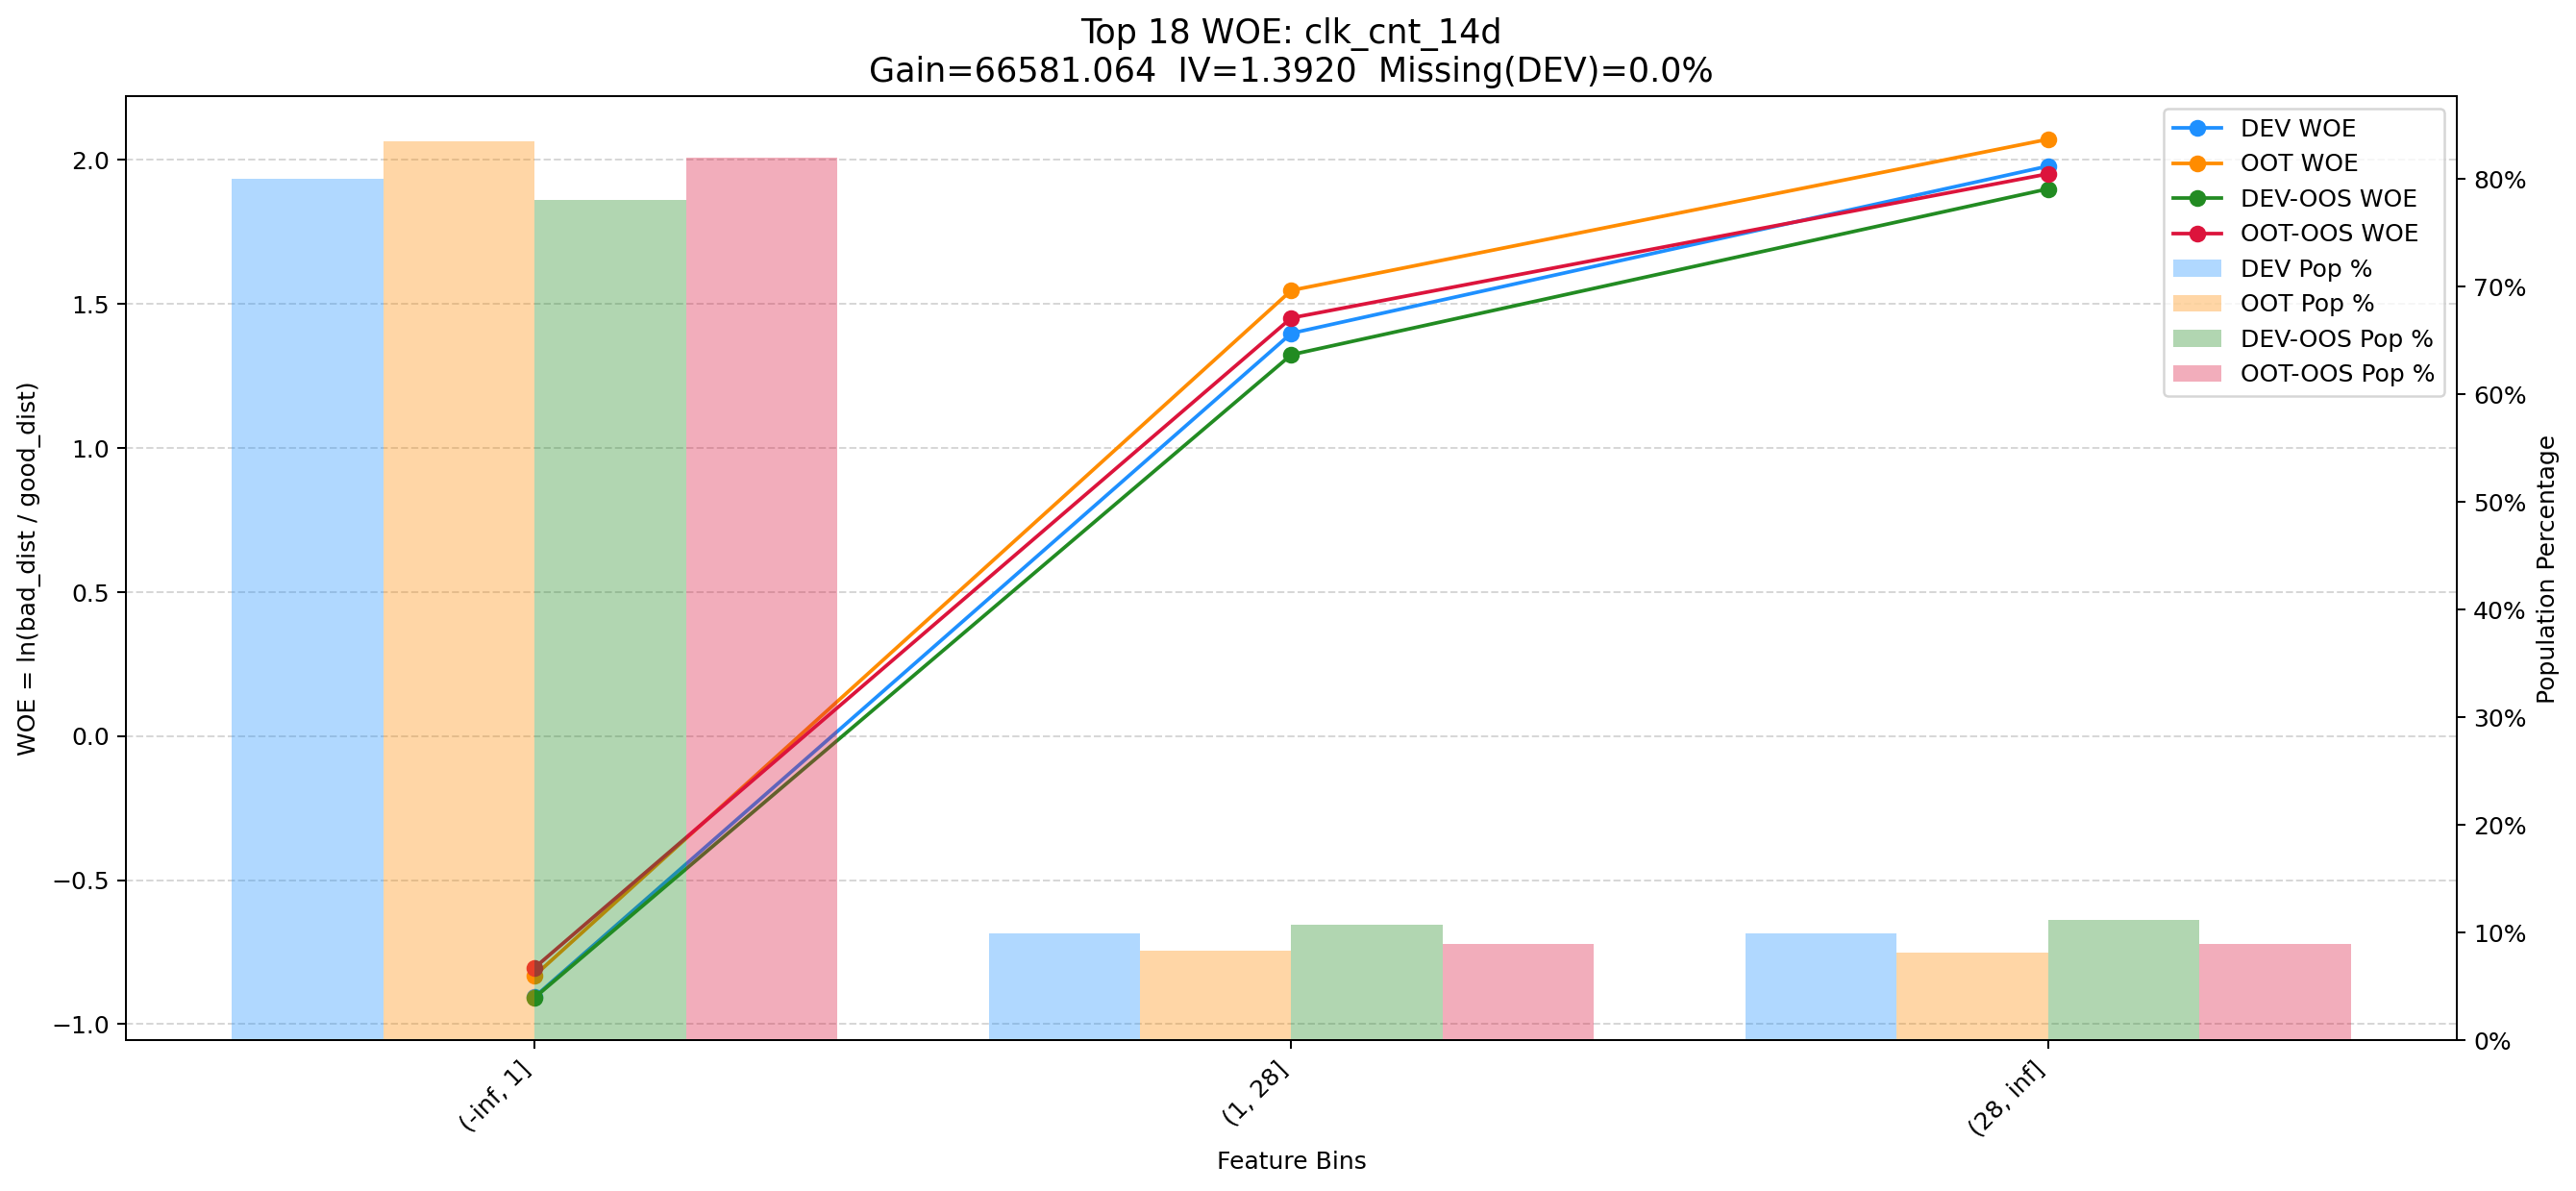 Top 18 WOE: clk_cnt_14d
Gain=66581.064  IV=1.3920  Missing(DEV)=0.0%
WOE = ln(bad_dist / good_dist)
2.0
1.5
1.0
0.5
0.0
−0.5
−1.0
DEV WOE
OOT WOE
DEV-OOS WOE
OOT-OOS WOE
DEV Pop %
OOT Pop %
DEV-OOS Pop %
OOT-OOS Pop %
80%
70%
60%
50%
40%
30%
20%
10%
0%
Population Percentage
(-inf, 1]
(1, 28]
(28, inf]
Feature Bins